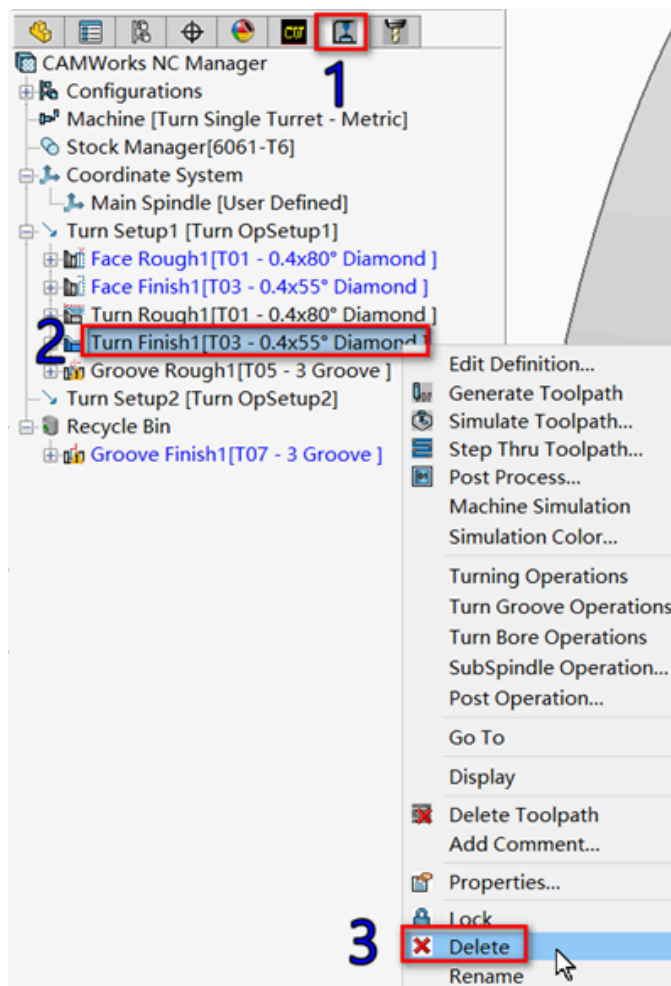 1
CAMWorks NC Manager
Configurations
Machine [Turn Single Turret - Metric]
Stock Manager[6061-T6]
Coordinate System
Main Spindle [User Defined]
Turn Setup1 [Turn OpSetup1]
Face Rough1[T01 - 0.4x80° Diamond ]
Face Finish1[T03 - 0.4x55° Diamond ]
Turn Rough1[T01 - 0.4x80° Diamond ]
2
Turn Finish1[T03 - 0.4x55° Diamond ]
Groove Rough1[T05 - 3 Groove ]
Turn Setup2 [Turn OpSetup2]
Recycle Bin
Groove Finish1[T07 - 3 Groove ]
Edit Definition...
Generate Toolpath
Simulate Toolpath...
Step Thru Toolpath...
Post Process...
Machine Simulation
Simulation Color...
Turning Operations
Turn Groove Operations
Turn Bore Operations
SubSpindle Operation...
Post Operation...
Go To
Display
Delete Toolpath
Add Comment...
Properties...
Lock
3
Delete
Rename